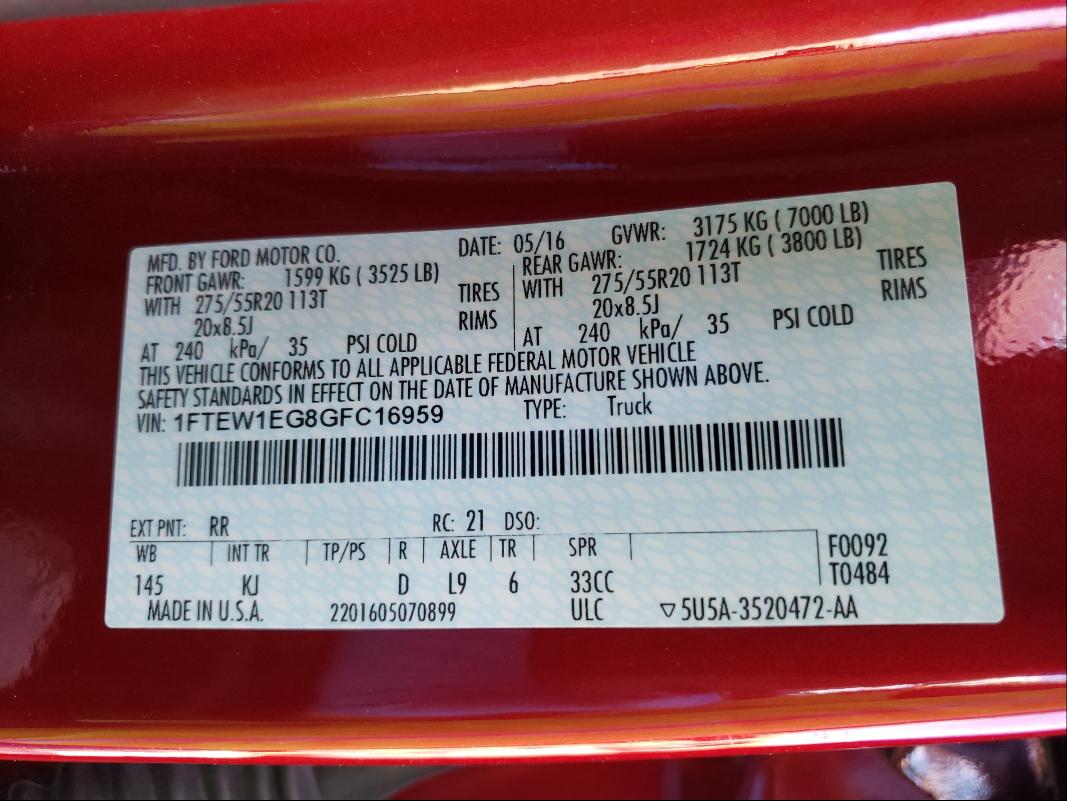 MFD. BY FORD MOTOR CO. DATE: 05/16 GVWR: 3175 KG ( 7000 LB)
FRONT GAWR: 1599 KG ( 3525 LB) REAR GAWR: 1724 KG ( 3800 LB)
WITH 275/55R20 113T TIRES WITH 275/55R20 113T TIRES
20x8.5J RIMS 20x8.5J RIMS
AT 240 kPa/ 35 PSI COLD AT 240 kPa/ 35 PSI COLD
THIS VEHICLE CONFORMS TO ALL APPLICABLE FEDERAL MOTOR VEHICLE
SAFETY STANDARDS IN EFFECT ON THE DATE OF MANUFACTURE SHOWN ABOVE.
VIN: 1FTEW1EG8GFC16959 TYPE: Truck
EXT PNT: RR RC: 21 DSO:
WB INT TR TP/PS R AXLE TR SPR F0092
145 KJ D L9 6 33CC T0484
MADE IN U.S.A. 2201605070899 ULC ▽5U5A-3520472-AA